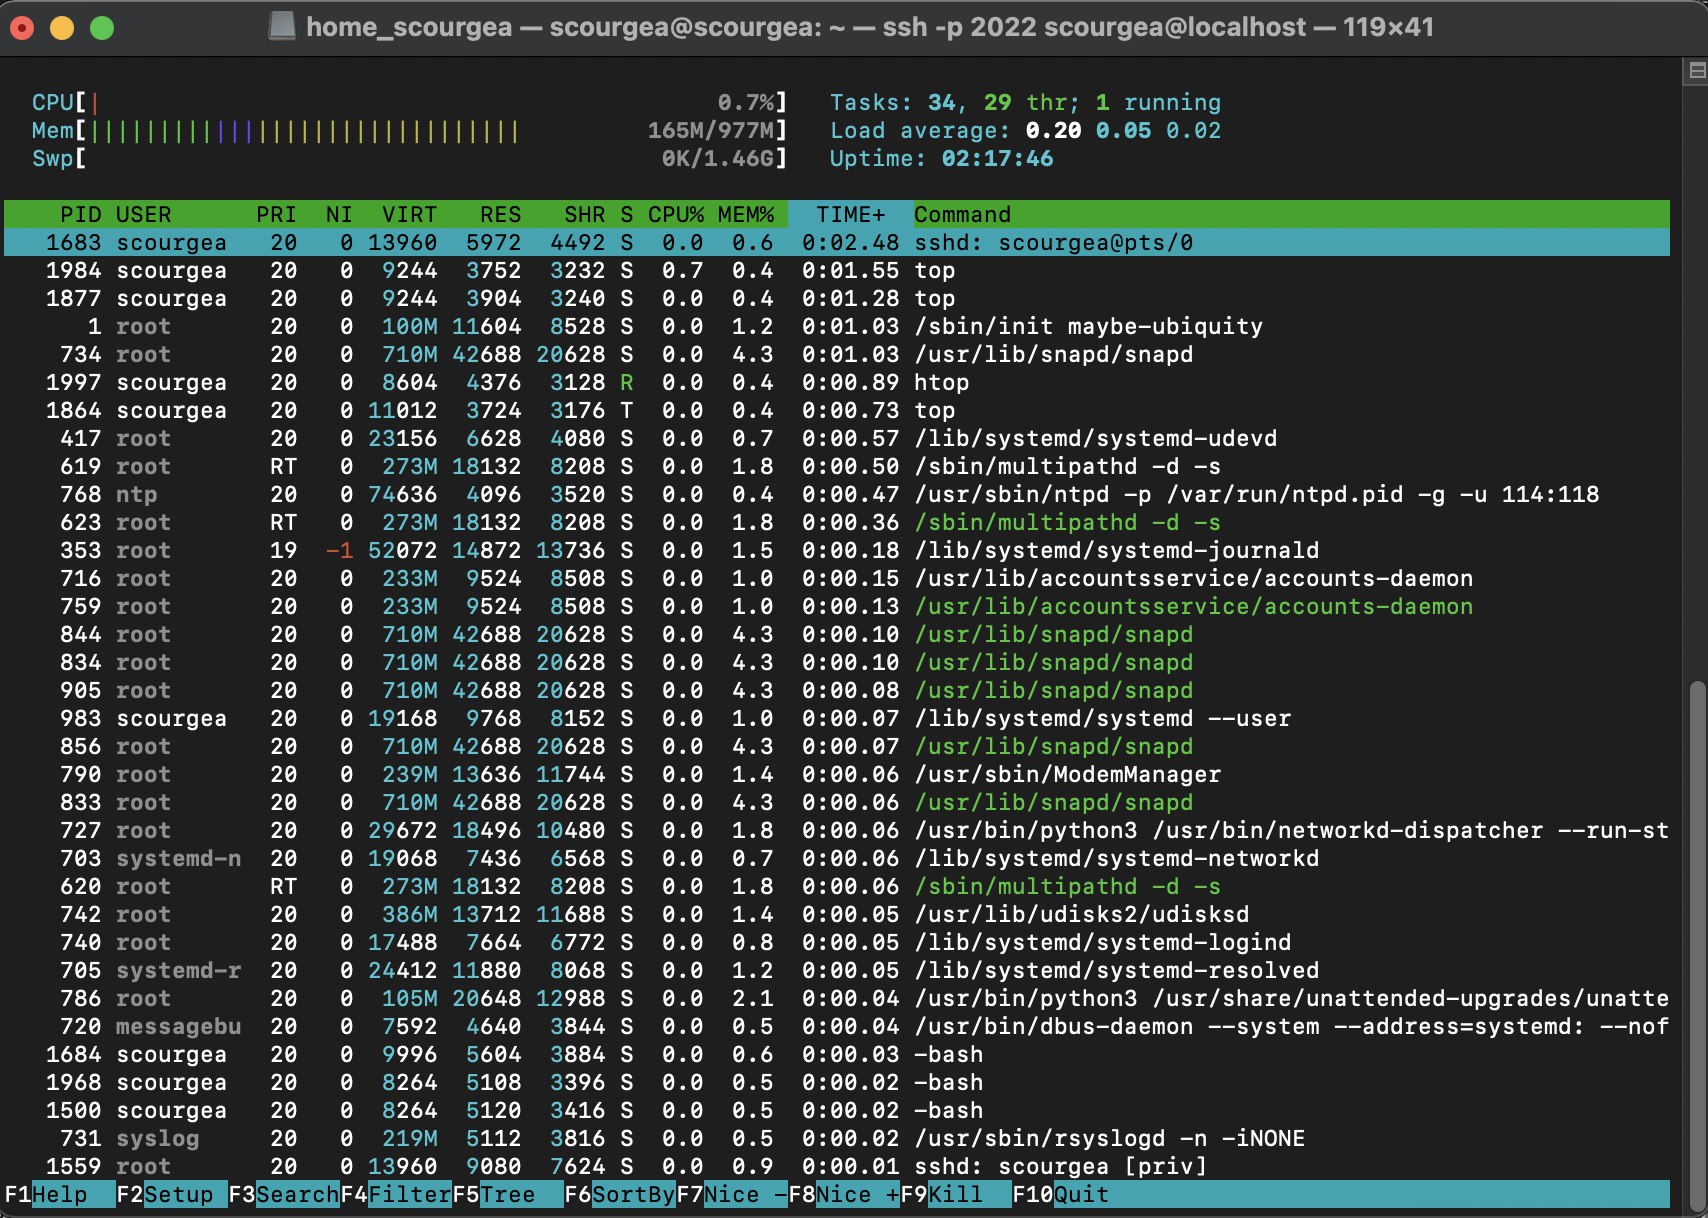 home_scourgea — scourgea@scourgea: ~ — ssh -p 2022 scourgea@localhost — 119×41
CPU[| 0.7%] Tasks: 34, 29 thr; 1 running
Mem[||||||||||||||||||||||||||||||| 165M/977M] Load average: 0.20 0.05 0.02
Swp[ 0K/1.46G] Uptime: 02:17:46
PID USER PRI NI VIRT RES SHR S CPU% MEM% TIME+ Command
1683 scourgea 20 0 13960 5972 4492 S 0.0 0.6 0:02.48 sshd: scourgea@pts/0
1984 scourgea 20 0 9244 3752 3232 S 0.7 0.4 0:01.55 top
1877 scourgea 20 0 9244 3904 3240 S 0.0 0.4 0:01.28 top
1 root 20 0 100M 11604 8528 S 0.0 1.2 0:01.03 /sbin/init maybe-ubiquity
734 root 20 0 710M 42688 20628 S 0.0 4.3 0:01.03 /usr/lib/snapd/snapd
1997 scourgea 20 0 8604 4376 3128 R 0.0 0.4 0:00.89 htop
1864 scourgea 20 0 11012 3724 3176 T 0.0 0.4 0:00.73 top
417 root 20 0 23156 6628 4080 S 0.0 0.7 0:00.57 /lib/systemd/systemd-udevd
619 root RT 0 273M 18132 8208 S 0.0 1.8 0:00.50 /sbin/multipathd -d -s
768 ntp 20 0 74636 4096 3520 S 0.0 0.4 0:00.47 /usr/sbin/ntpd -p /var/run/ntpd.pid -g -u 114:118
623 root RT 0 273M 18132 8208 S 0.0 1.8 0:00.36 /sbin/multipathd -d -s
353 root 19 -1 52072 14872 13736 S 0.0 1.5 0:00.18 /lib/systemd/systemd-journald
716 root 20 0 233M 9524 8508 S 0.0 1.0 0:00.15 /usr/lib/accountsservice/accounts-daemon
759 root 20 0 233M 9524 8508 S 0.0 1.0 0:00.13 /usr/lib/accountsservice/accounts-daemon
844 root 20 0 710M 42688 20628 S 0.0 4.3 0:00.10 /usr/lib/snapd/snapd
834 root 20 0 710M 42688 20628 S 0.0 4.3 0:00.10 /usr/lib/snapd/snapd
905 root 20 0 710M 42688 20628 S 0.0 4.3 0:00.08 /usr/lib/snapd/snapd
983 scourgea 20 0 19168 9768 8152 S 0.0 1.0 0:00.07 /lib/systemd/systemd --user
856 root 20 0 710M 42688 20628 S 0.0 4.3 0:00.07 /usr/lib/snapd/snapd
790 root 20 0 239M 13636 11744 S 0.0 1.4 0:00.06 /usr/sbin/ModemManager
833 root 20 0 710M 42688 20628 S 0.0 4.3 0:00.06 /usr/lib/snapd/snapd
727 root 20 0 29672 18496 10480 S 0.0 1.8 0:00.06 /usr/bin/python3 /usr/bin/networkd-dispatcher --run-st
703 systemd-n 20 0 19068 7436 6568 S 0.0 0.7 0:00.06 /lib/systemd/systemd-networkd
620 root RT 0 273M 18132 8208 S 0.0 1.8 0:00.06 /sbin/multipathd -d -s
742 root 20 0 386M 13712 11688 S 0.0 1.4 0:00.05 /usr/lib/udisks2/udisksd
740 root 20 0 17488 7664 6772 S 0.0 0.8 0:00.05 /lib/systemd/systemd-logind
705 systemd-r 20 0 24412 11880 8068 S 0.0 1.2 0:00.05 /lib/systemd/systemd-resolved
786 root 20 0 105M 20648 12988 S 0.0 2.1 0:00.04 /usr/bin/python3 /usr/share/unattended-upgrades/unatte
720 messagebu 20 0 7592 4640 3844 S 0.0 0.5 0:00.04 /usr/bin/dbus-daemon --system --address=systemd: --nof
1684 scourgea 20 0 9996 5604 3884 S 0.0 0.6 0:00.03 -bash
1968 scourgea 20 0 8264 5108 3396 S 0.0 0.5 0:00.02 -bash
1500 scourgea 20 0 8264 5120 3416 S 0.0 0.5 0:00.02 -bash
731 syslog 20 0 219M 5112 3816 S 0.0 0.5 0:00.02 /usr/sbin/rsyslogd -n -iNONE
1559 root 20 0 13960 9080 7624 S 0.0 0.9 0:00.01 sshd: scourgea [priv]
F1Help F2Setup F3SearchF4FilterF5Tree F6SortByF7Nice -F8Nice +F9Kill F10Quit